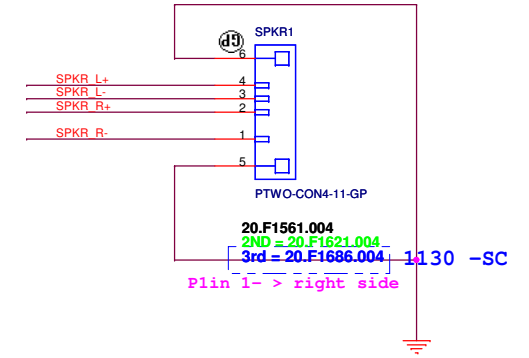 SPKR1
GP
6
SPKR_L+ 4
SPKR_L- 3
SPKR_R+ 2
SPKR_R- 1
5
PTWO-CON4-11-GP
20.F1561.004
2ND = 20.F1621.004
3rd = 20.F1686.004 1130 -SC
P1in 1- > right side